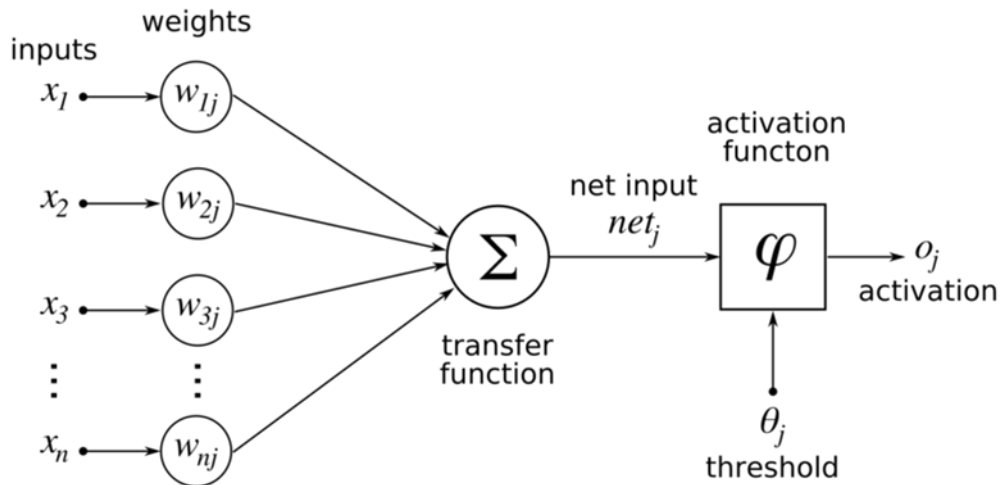 inputs
weights
x1
w1j
x2
w2j
x3
w3j
⋮
⋮
xn
wnj
Σ
transfer
function
net input
netj
activation
functon
φ
oj
activation
θj
threshold